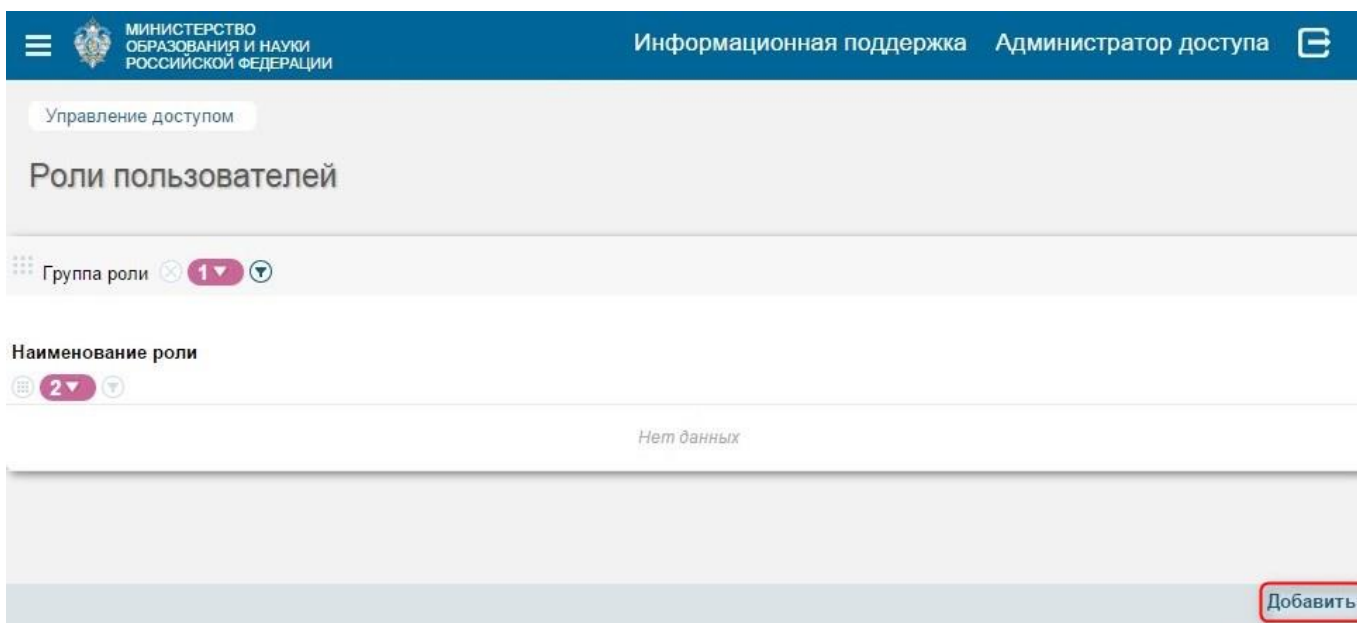 МИНИСТЕРСТВО
ОБРАЗОВАНИЯ И НАУКИ
РОССИЙСКОЙ ФЕДЕРАЦИИ
Информационная поддержка Администратор доступа
Управление доступом
Роли пользователей
Группа роли 1
Наименование роли
2
Нет данных
Добавить